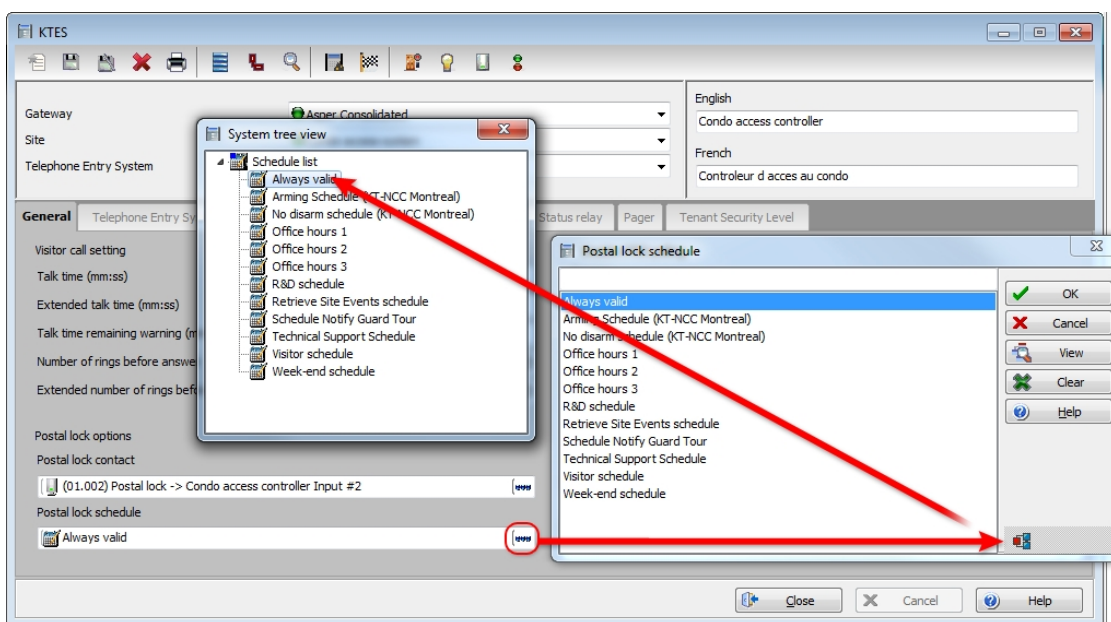 KTES
Gateway
Asper Consolidated
Site
Telephone Entry System
English
Condo access controller
French
Controleur d acces au condo
System tree view
Schedule list
Always valid
Arming Schedule (KT-NCC Montreal)
No disarm schedule (KT-NCC Montreal)
Office hours 1
Office hours 2
Office hours 3
R&D schedule
Retrieve Site Events schedule
Schedule Notify Guard Tour
Technical Support Schedule
Visitor schedule
Week-end schedule
General
Telephone Entry Sy
Status relay
Pager
Tenant Security Level
Visitor call setting
Talk time (mm:ss)
Extended talk time (mm:ss)
Talk time remaining warning (m
Number of rings before answe
Extended number of rings befo
Postal lock options
Postal lock contact
(01.002) Postal lock -> Condo access controller Input #2
Postal lock schedule
Always valid
Postal lock schedule
Always valid
Arming Schedule (KT-NCC Montreal)
No disarm schedule (KT-NCC Montreal)
Office hours 1
Office hours 2
Office hours 3
R&D schedule
Retrieve Site Events schedule
Schedule Notify Guard Tour
Technical Support Schedule
Visitor schedule
Week-end schedule
OK
Cancel
View
Clear
Help
Close
Cancel
Help